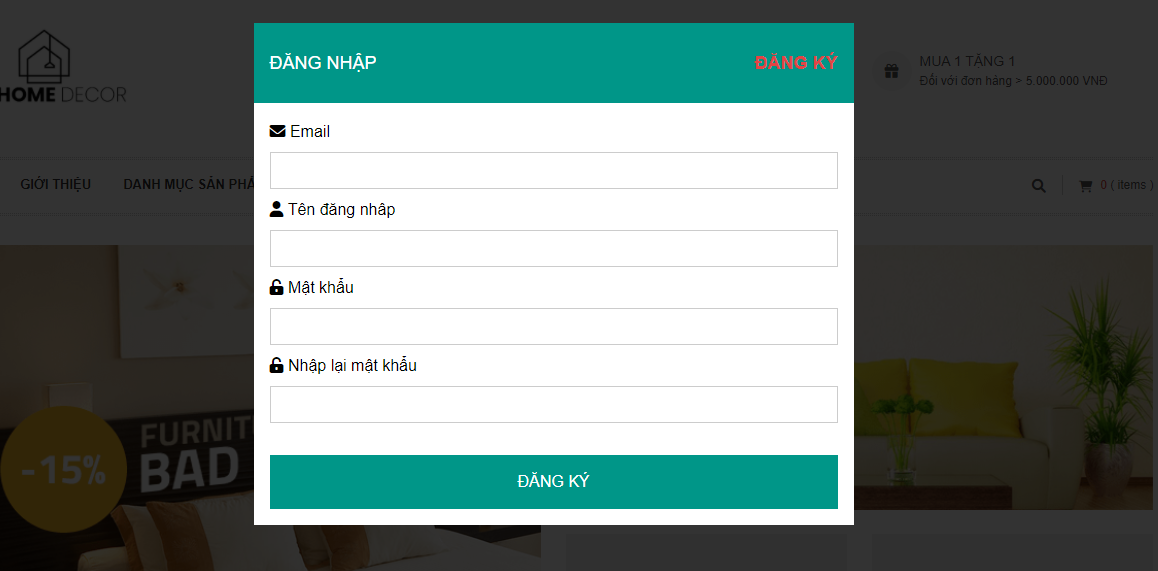 HOME DECOR
MUA 1 TẶNG 1
Đối với đơn hàng > 5.000.000 VNĐ
GIỚI THIỆU
DANH MỤC SẢN PHẨ
0 ( items )
ĐĂNG NHẬP
ĐĂNG KÝ
Email
Tên đăng nhâp
Mật khẩu
Nhập lại mật khẩu
ĐĂNG KÝ
-15%
FURNIT
BAD